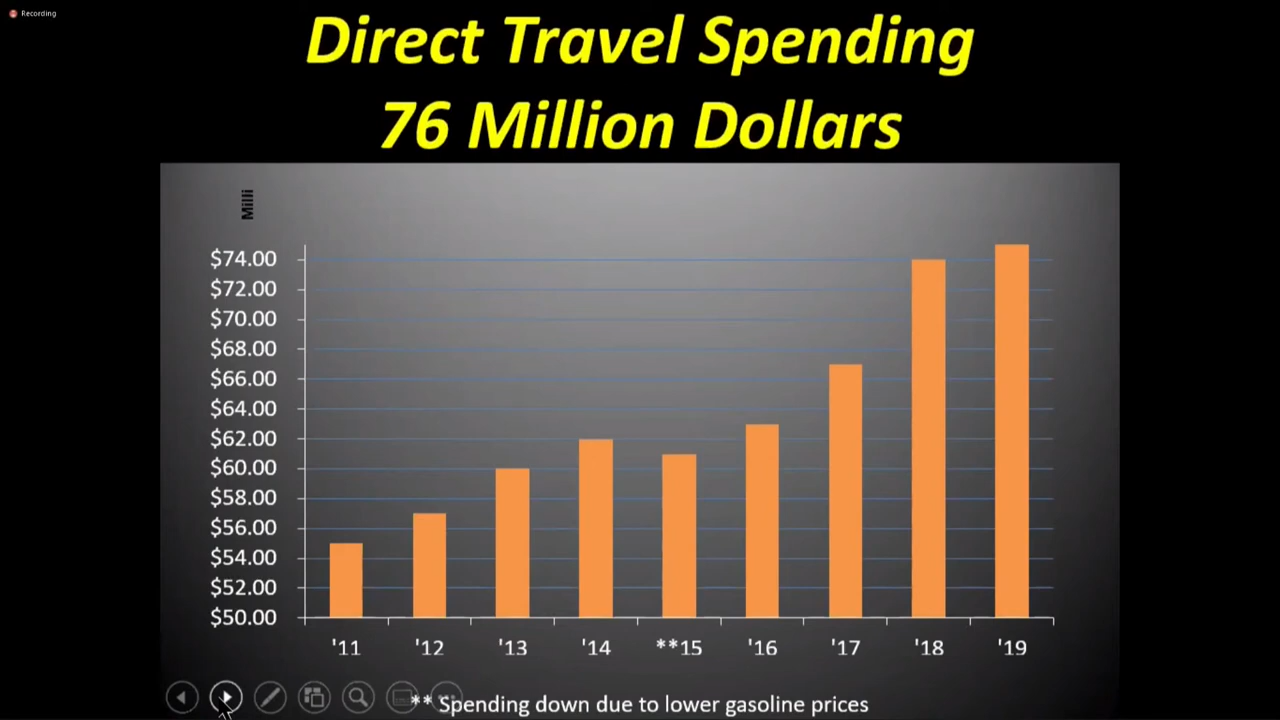 Recording
Direct Travel Spending
76 Million Dollars
Milli
$74.00
$72.00
$70.00
$68.00
$66.00
$64.00
$62.00
$60.00
$58.00
$56.00
$54.00
$52.00
$50.00
'11 '12 '13 '14 **15 '16 '17 '18 '19
** Spending down due to lower gasoline prices